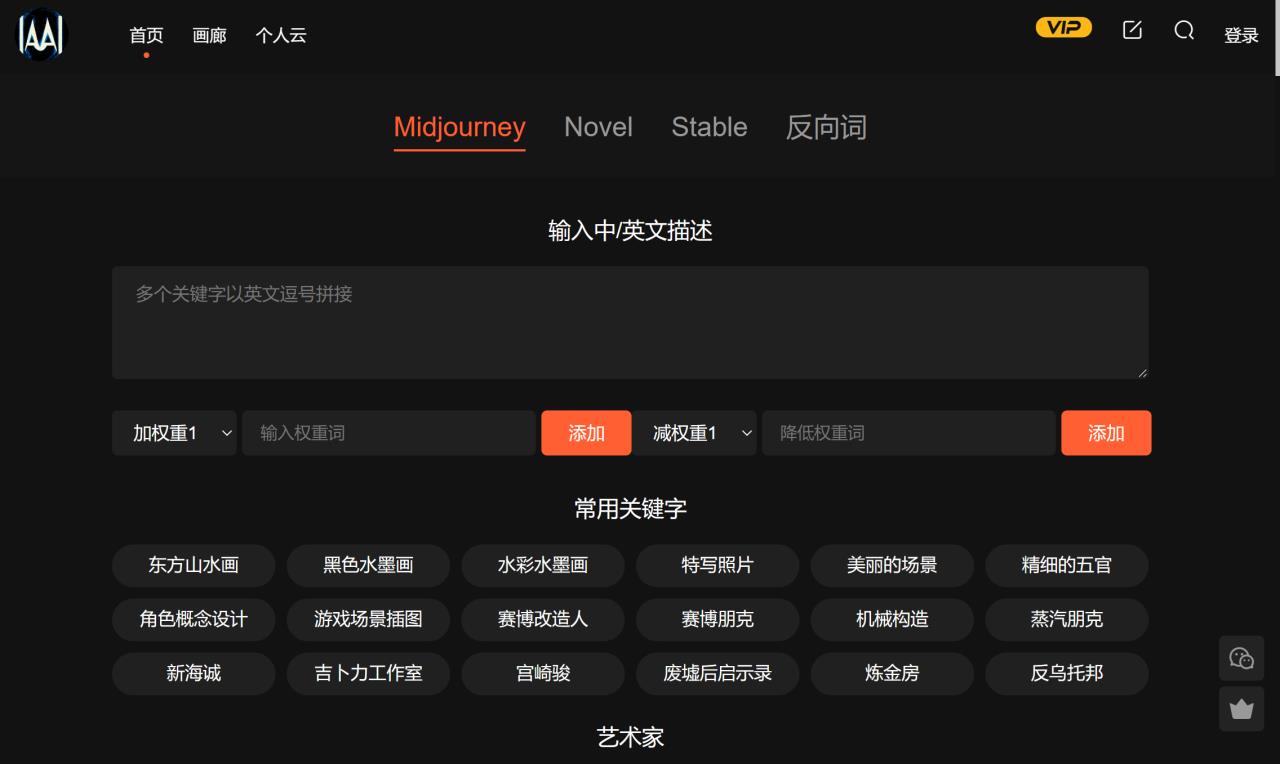 首页 画廊 个人云 VIP 登录
Midjourney Novel Stable 反向词
输入中/英文描述
多个关键字以英文逗号拼接
加权重1 输入权重词 添加 减权重1 降低权重词 添加
常用关键字
东方山水画 黑色水墨画 水彩水墨画 特写照片 美丽的场景 精细的五官
角色概念设计 游戏场景插图 赛博改造人 赛博朋克 机械构造 蒸汽朋克
新海诚 吉卜力工作室 宫崎骏 废墟后启示录 炼金房 反乌托邦
艺术家